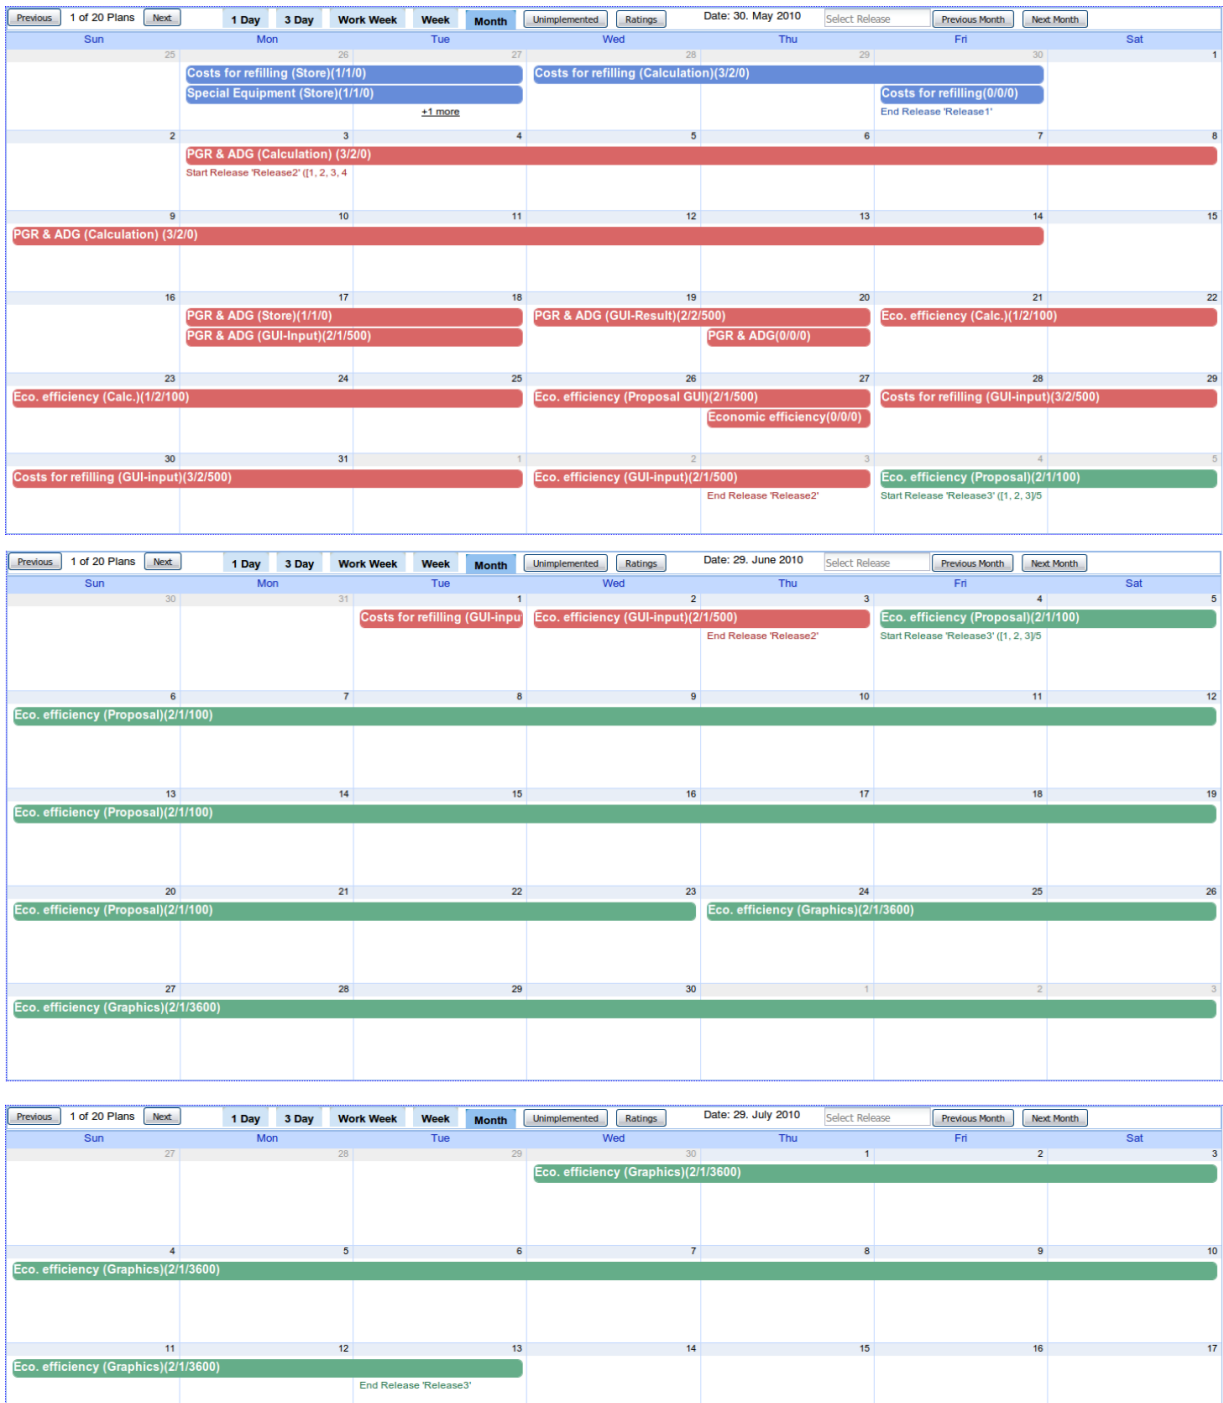 Previous 1 of 20 Plans Next 1 Day 3 Day Work Week Week Month Unimplemented Ratings Date: 30. May 2010 Select Release Previous Month Next Month
Sun Mon Tue Wed Thu Fri Sat
25 26 27 28 29 30 1
Costs for refilling (Store)(1/1/0) Costs for refilling (Calculation)(3/2/0)
Special Equipment (Store)(1/1/0) Costs for refilling(0/0/0)
+1 more End Release 'Release1'
2 3 4 5 6 7 8
PGR & ADG (Calculation) (3/2/0)
Start Release 'Release2' ([1, 2, 3, 4
9 10 11 12 13 14 15
PGR & ADG (Calculation) (3/2/0)
16 17 18 19 20 21 22
PGR & ADG (Store)(1/1/0) PGR & ADG (GUI-Result)(2/2/500) Eco. efficiency (Calc.)(1/2/100)
PGR & ADG (GUI-Input)(2/1/500) PGR & ADG(0/0/0)
23 24 25 26 27 28 29
Eco. efficiency (Calc.)(1/2/100) Eco. efficiency (Proposal GUI)(2/1/500) Costs for refilling (GUI-input)(3/2/500)
Economic efficiency(0/0/0)
30 31 1 2 3 4 5
Costs for refilling (GUI-input)(3/2/500) Eco. efficiency (GUI-input)(2/1/500) Eco. efficiency (Proposal)(2/1/100)
End Release 'Release2' Start Release 'Release3' ([1, 2, 3]/5
Previous 1 of 20 Plans Next 1 Day 3 Day Work Week Week Month Unimplemented Ratings Date: 29. June 2010 Select Release Previous Month Next Month
Sun Mon Tue Wed Thu Fri Sat
30 31 1 2 3 4 5
Costs for refilling (GUI-inpu Eco. efficiency (GUI-input)(2/1/500) Eco. efficiency (Proposal)(2/1/100)
End Release 'Release2' Start Release 'Release3' ([1, 2, 3]/5
6 7 8 9 10 11 12
Eco. efficiency (Proposal)(2/1/100)
13 14 15 16 17 18 19
Eco. efficiency (Proposal)(2/1/100)
20 21 22 23 24 25 26
Eco. efficiency (Proposal)(2/1/100) Eco. efficiency (Graphics)(2/1/3600)
27 28 29 30 1 2 3
Eco. efficiency (Graphics)(2/1/3600)
Previous 1 of 20 Plans Next 1 Day 3 Day Work Week Week Month Unimplemented Ratings Date: 29. July 2010 Select Release Previous Month Next Month
Sun Mon Tue Wed Thu Fri Sat
27 28 29 30 1 2 3
Eco. efficiency (Graphics)(2/1/3600)
4 5 6 7 8 9 10
Eco. efficiency (Graphics)(2/1/3600)
11 12 13 14 15 16 17
Eco. efficiency (Graphics)(2/1/3600)
End Release 'Release3'